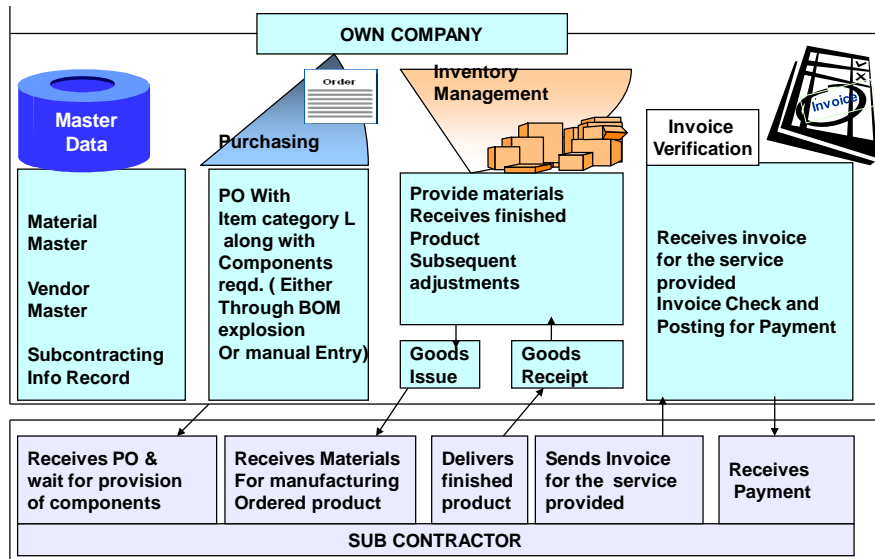 OWN COMPANY
Master
Data
Order
Purchasing
Inventory
Management
Invoice
Verification
Invoice
Material
Master
Vendor
Master
Subcontracting
Info Record
PO With
Item category L
along with
Components
reqd. ( Either
Through BOM
explosion
Or manual Entry)
Provide materials
Receives finished
Product
Subsequent
adjustments
Goods
Issue
Goods
Receipt
Receives invoice
for the service
provided
Invoice Check and
Posting for Payment
Receives PO &
wait for provision
of components
Receives Materials
For manufacturing
Ordered product
Delivers
finished
product
Sends Invoice
for the service
provided
Receives
Payment
SUB CONTRACTOR